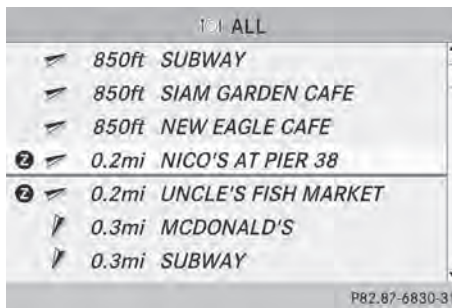 ALL
850ft SUBWAY
850ft SIAM GARDEN CAFE
850ft NEW EAGLE CAFE
Z 0.2mi NICO'S AT PIER 38
Z 0.2mi UNCLE'S FISH MARKET
0.3mi MCDONALD'S
0.3mi SUBWAY
P82.87-6830-31